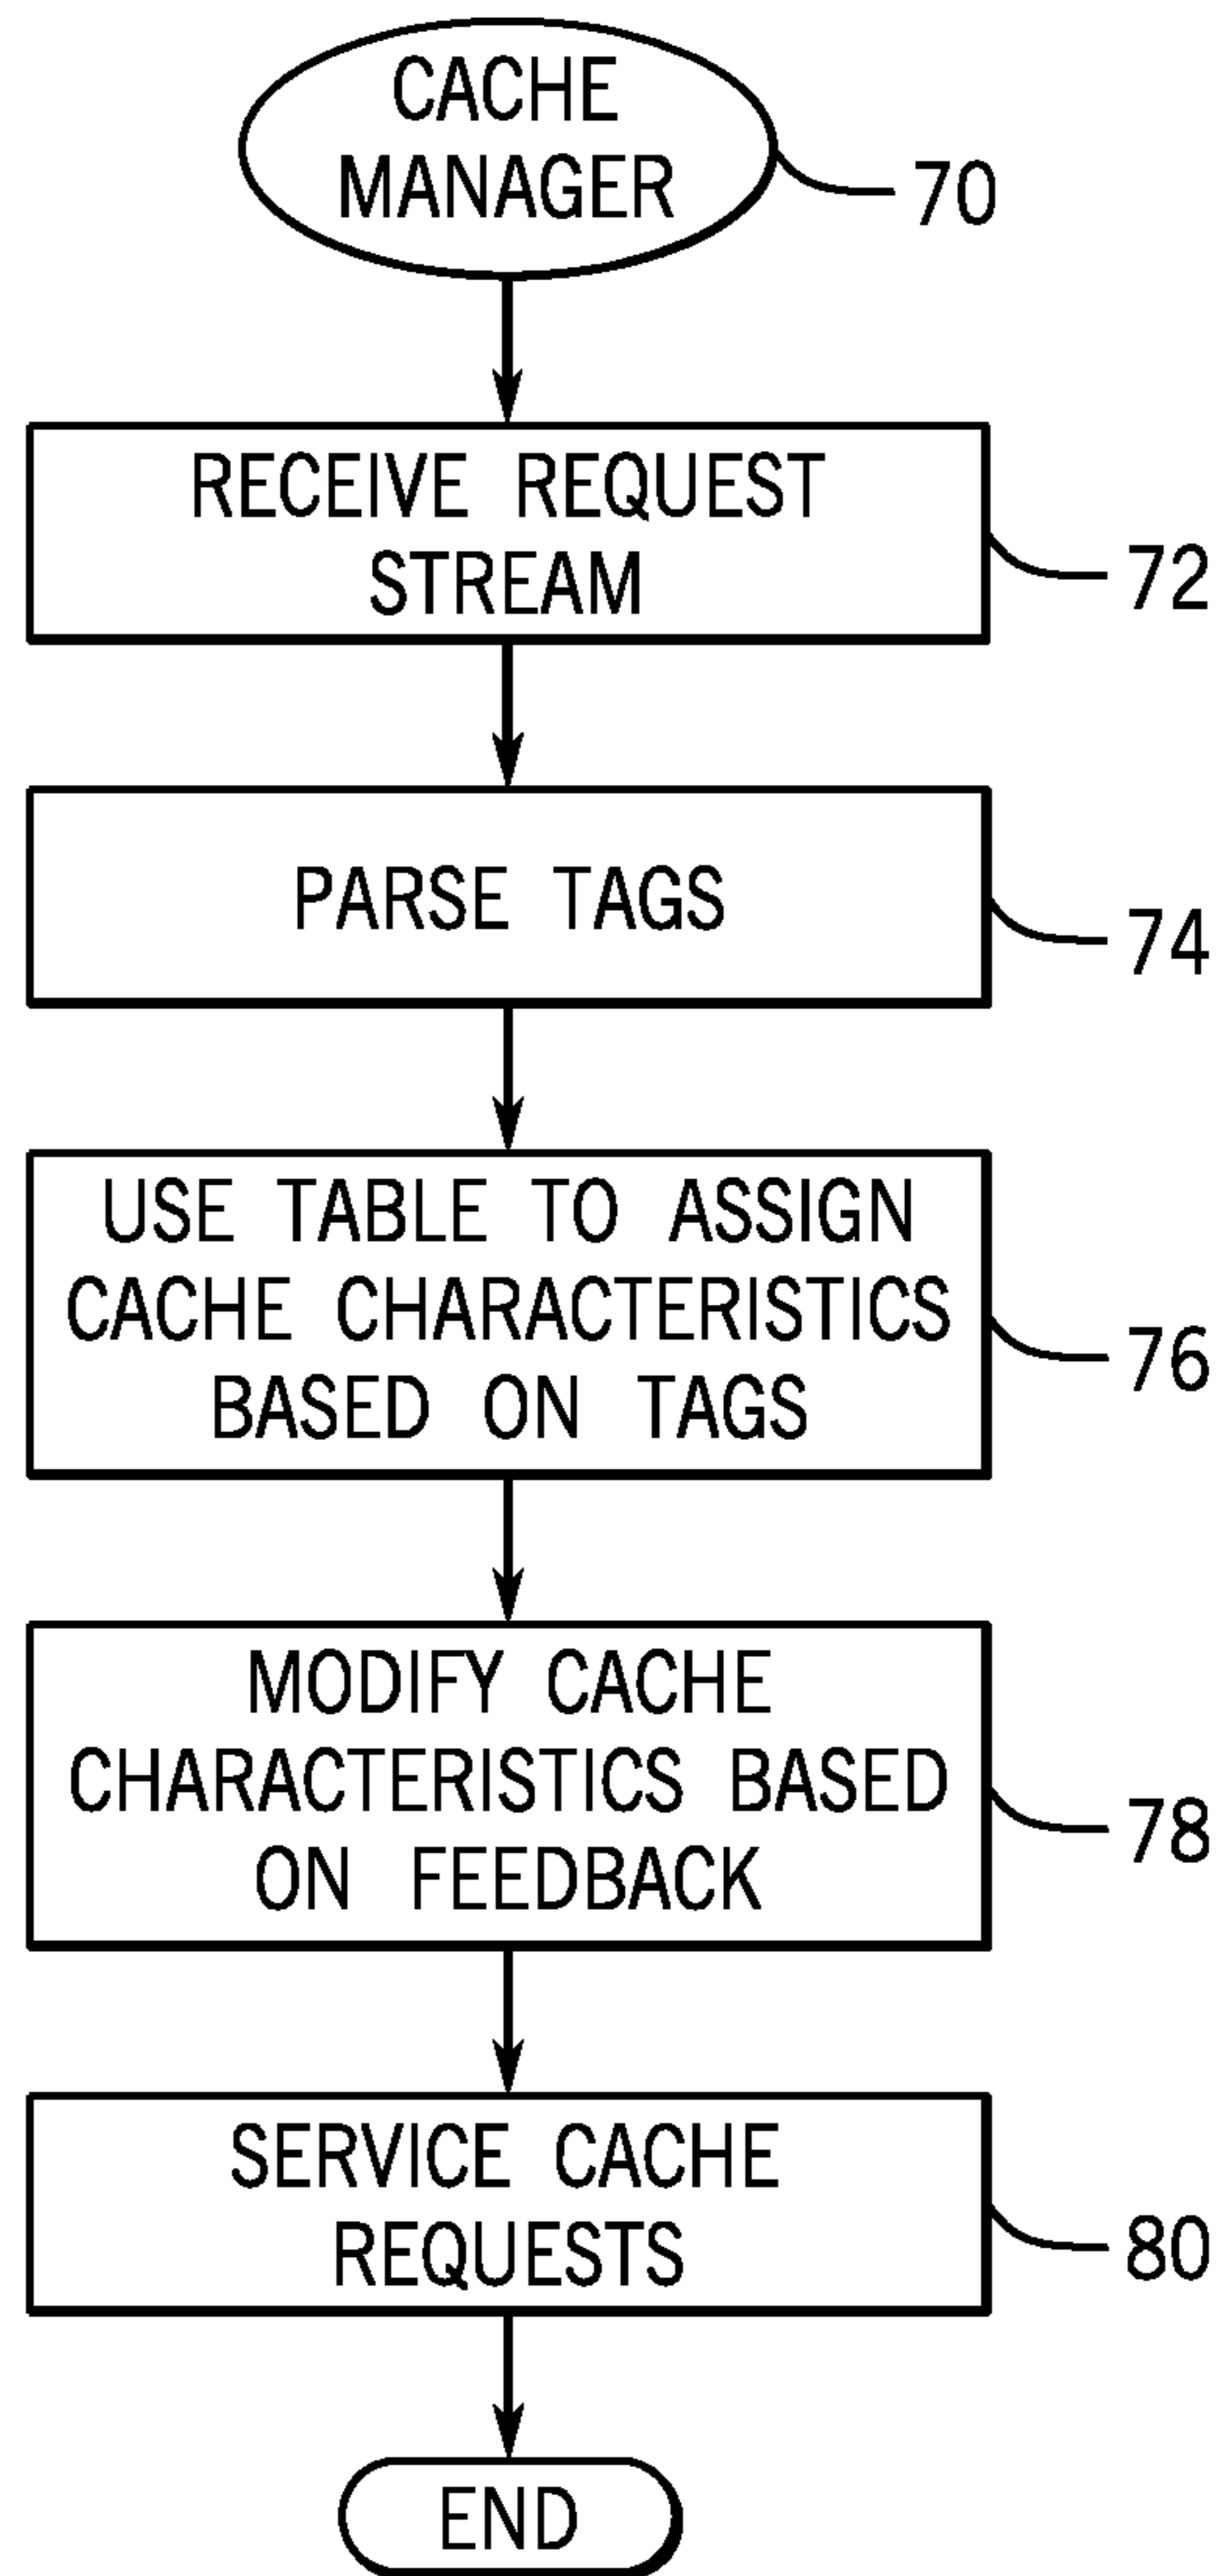 CACHE
MANAGER
70
RECEIVE REQUEST
STREAM
72
PARSE TAGS
74
USE TABLE TO ASSIGN
CACHE CHARACTERISTICS
BASED ON TAGS
76
MODIFY CACHE
CHARACTERISTICS BASED
ON FEEDBACK
78
SERVICE CACHE
REQUESTS
80
END